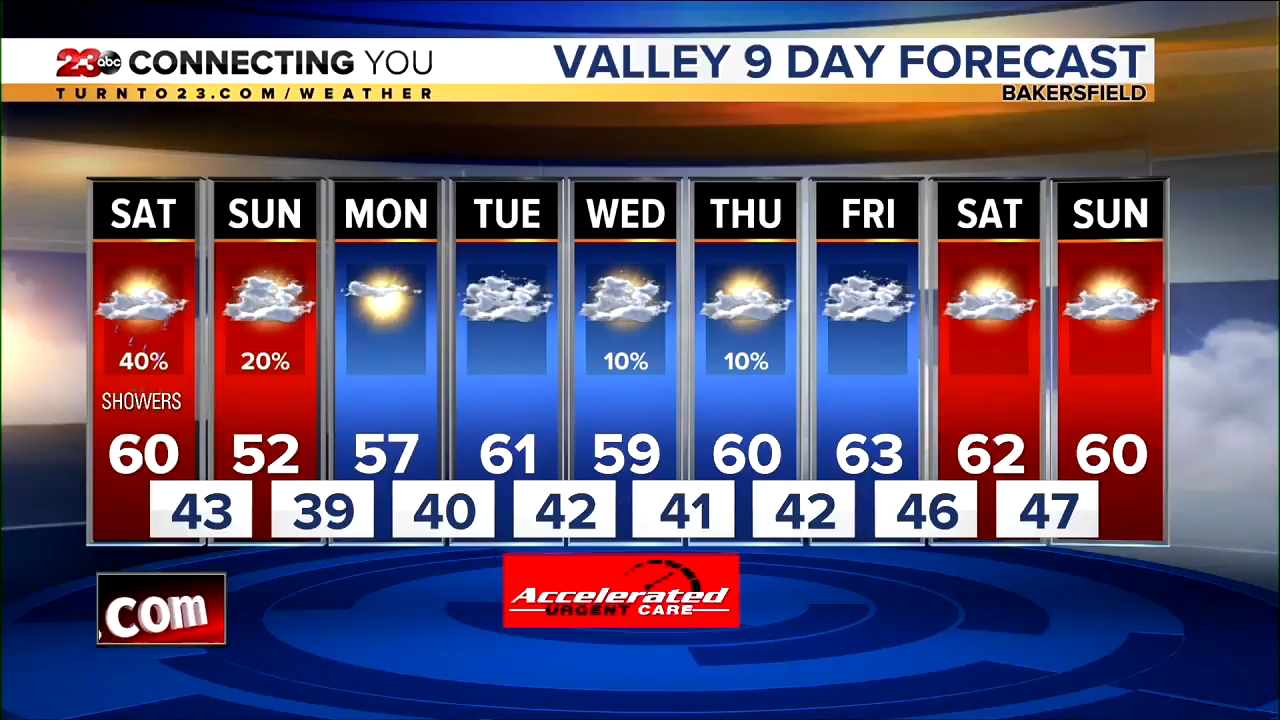 23 abc CONNECTING YOU
TURNTO23.COM/WEATHER
VALLEY 9 DAY FORECAST
BAKERSFIELD
SAT SUN MON TUE WED THU FRI SAT SUN
40% 20% 10% 10%
SHOWERS
60 52 57 61 59 60 63 62 60
43 39 40 42 41 42 46 47
.com
Accelerated
URGENT CARE